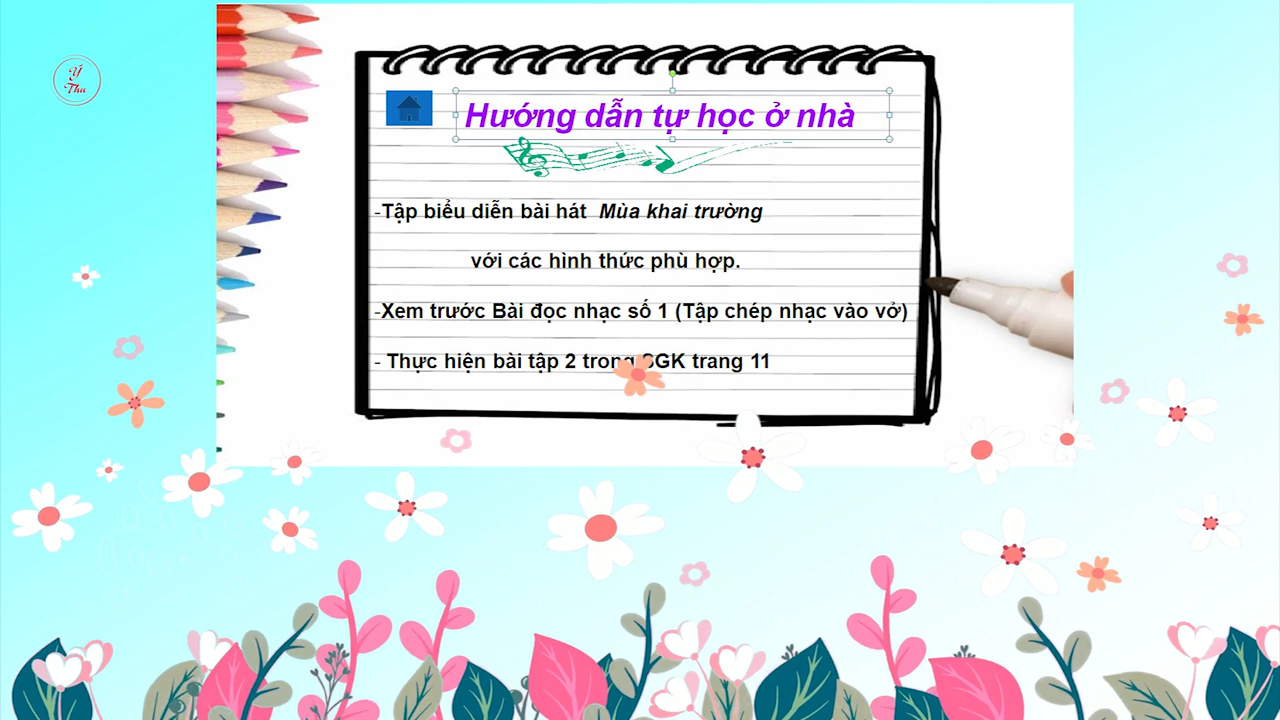 Ý
Thu
Hướng dẫn tự học ở nhà
-Tập biểu diễn bài hát Mùa khai trường
với các hình thức phù hợp.
-Xem trước Bài đọc nhạc số 1 (Tập chép nhạc vào vở)
- Thực hiện bài tập 2 trong SGK trang 11